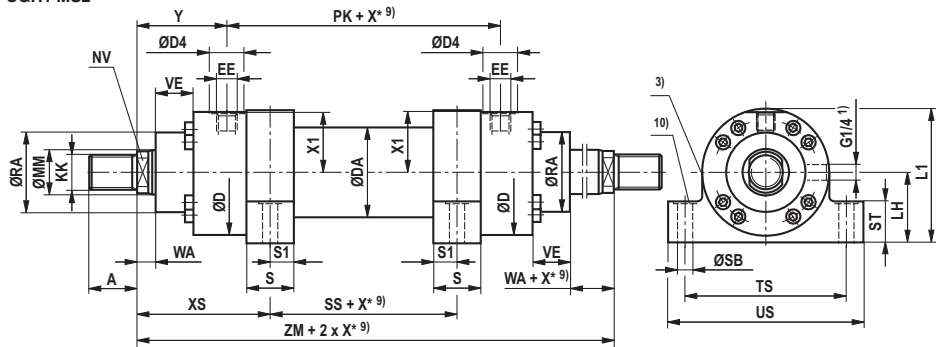 Y
PK + X* 9)
ØD4
ØD4
NV
EE
EE
VE
3)
10)
G1/4 1)
L1
X1
X1
ØRA
ØMM
KK
ØDA
ØRA
ØD
ØD
ST
LH
WA
S1
S1
VE
ØSB
A
S
S
WA + X* 9)
TS
XS
SS + X* 9)
US
ZM + 2 x X* 9)